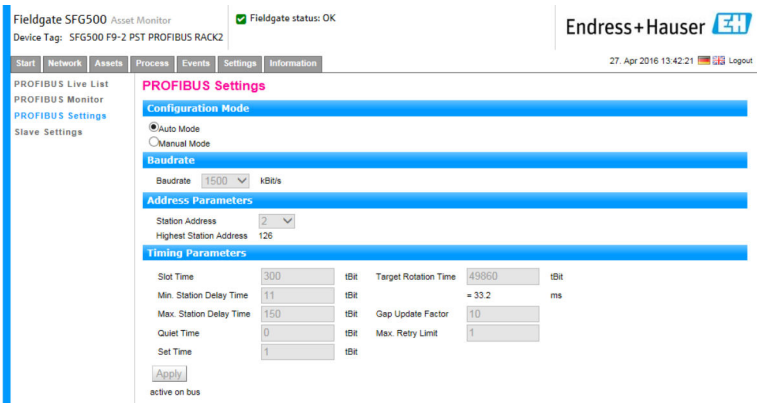 Fieldgate SFG500 Asset Monitor
Device Tag: SFG500 F9-2 PST PROFIBUS RACK2
Fieldgate status: OK
Endress+Hauser EH
Start Network Assets Process Events Settings Information
27. Apr 2016 13:42:21 Logout
PROFIBUS Live List
PROFIBUS Monitor
PROFIBUS Settings
Slave Settings
PROFIBUS Settings
Configuration Mode
Auto Mode
Manual Mode
Baudrate
Baudrate 1500 kBit/s
Address Parameters
Station Address 2
Highest Station Address 126
Timing Parameters
Slot Time 300 tBit Target Rotation Time 49860 tBit
Min. Station Delay Time 11 tBit = 33.2 ms
Max. Station Delay Time 150 tBit Gap Update Factor 10
Quiet Time 0 tBit Max. Retry Limit 1
Set Time 1 tBit
Apply
active on bus